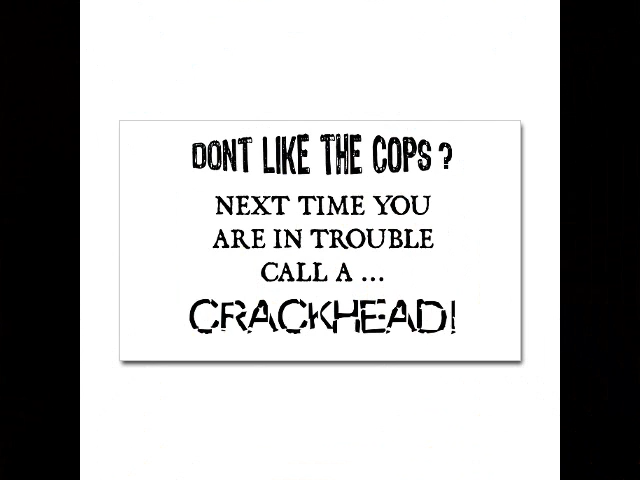 DONT LIKE THE COPS?
NEXT TIME YOU
ARE IN TROUBLE
CALL A ...
CRACKHEAD!